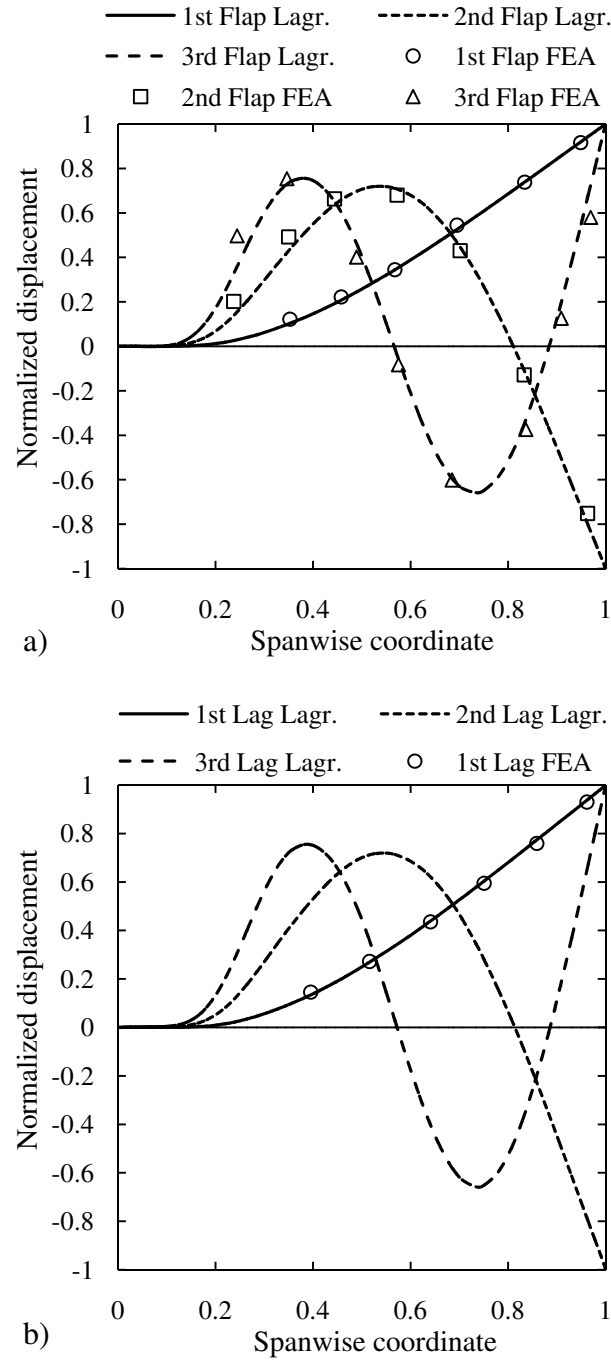 1st Flap Lagr. 2nd Flap Lagr.
3rd Flap Lagr. 1st Flap FEA
2nd Flap FEA 3rd Flap FEA
1
0.8
0.6
0.4
0.2
0
-0.2
-0.4
-0.6
-0.8
-1
Normalized displacement
0 0.2 0.4 0.6 0.8 1
Spanwise coordinate
a)
1st Lag Lagr. 2nd Lag Lagr.
3rd Lag Lagr. 1st Lag FEA
1
0.8
0.6
0.4
0.2
0
-0.2
-0.4
-0.6
-0.8
-1
Normalized displacement
0 0.2 0.4 0.6 0.8 1
Spanwise coordinate
b)